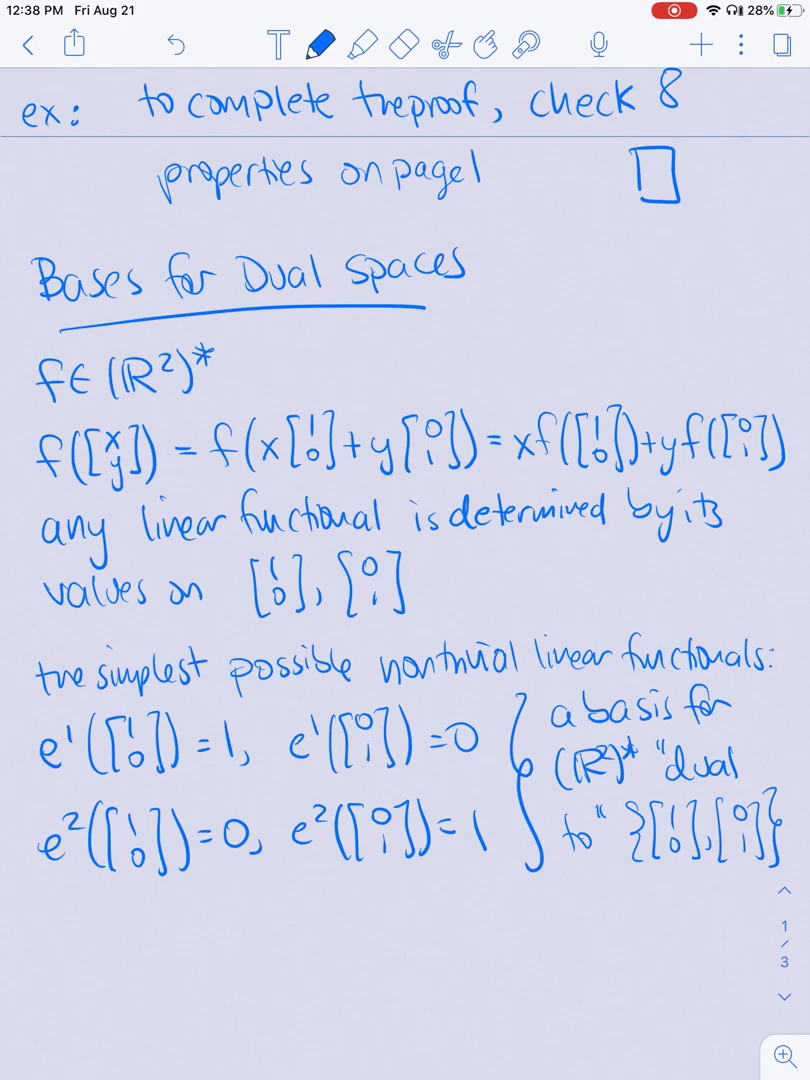 12:38 PM Fri Aug 21 28%
ex: to complete the proof, check 8
properties on page 1
Bases for Dual spaces
f ∈ (ℝ²)*
f([x y]) = f(x[1 0] + y[0 1]) = xf([1 0]) + yf([0 1])
any linear functional is determined by its
values on [1 0], [0 1]
the simplest possible nontrivial linear functionals:
e¹([1 0]) = 1, e¹([0 1]) = 0
e²([1 0]) = 0, e²([0 1]) = 1
} a basis for
(ℝ²)* "dual
to" {[1 0], [0 1]}
1
/
3